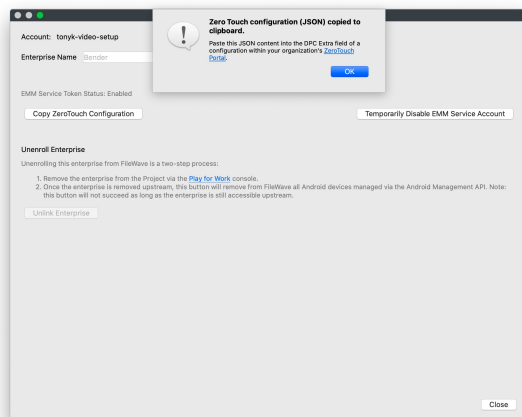 Zero Touch configuration (JSON) copied to
clipboard.
Paste this JSON content into the DPC Extra field of a
configuration within your organization's ZeroTouch
Portal.
OK
Account: tonyk-video-setup
Enterprise Name Bender
EMM Service Token Status: Enabled
Copy ZeroTouch Configuration
Temporarily Disable EMM Service Account
Unenroll Enterprise
Unenrolling this enterprise from FileWave is a two-step process:
1. Remove the enterprise from the Project via the Play for Work console.
2. Once the enterprise is removed upstream, this button will remove from FileWave all Android devices managed via the Android Management API. Note:
this button will not succeed as long as the enterprise is still accessible upstream.
Unlink Enterprise
Close